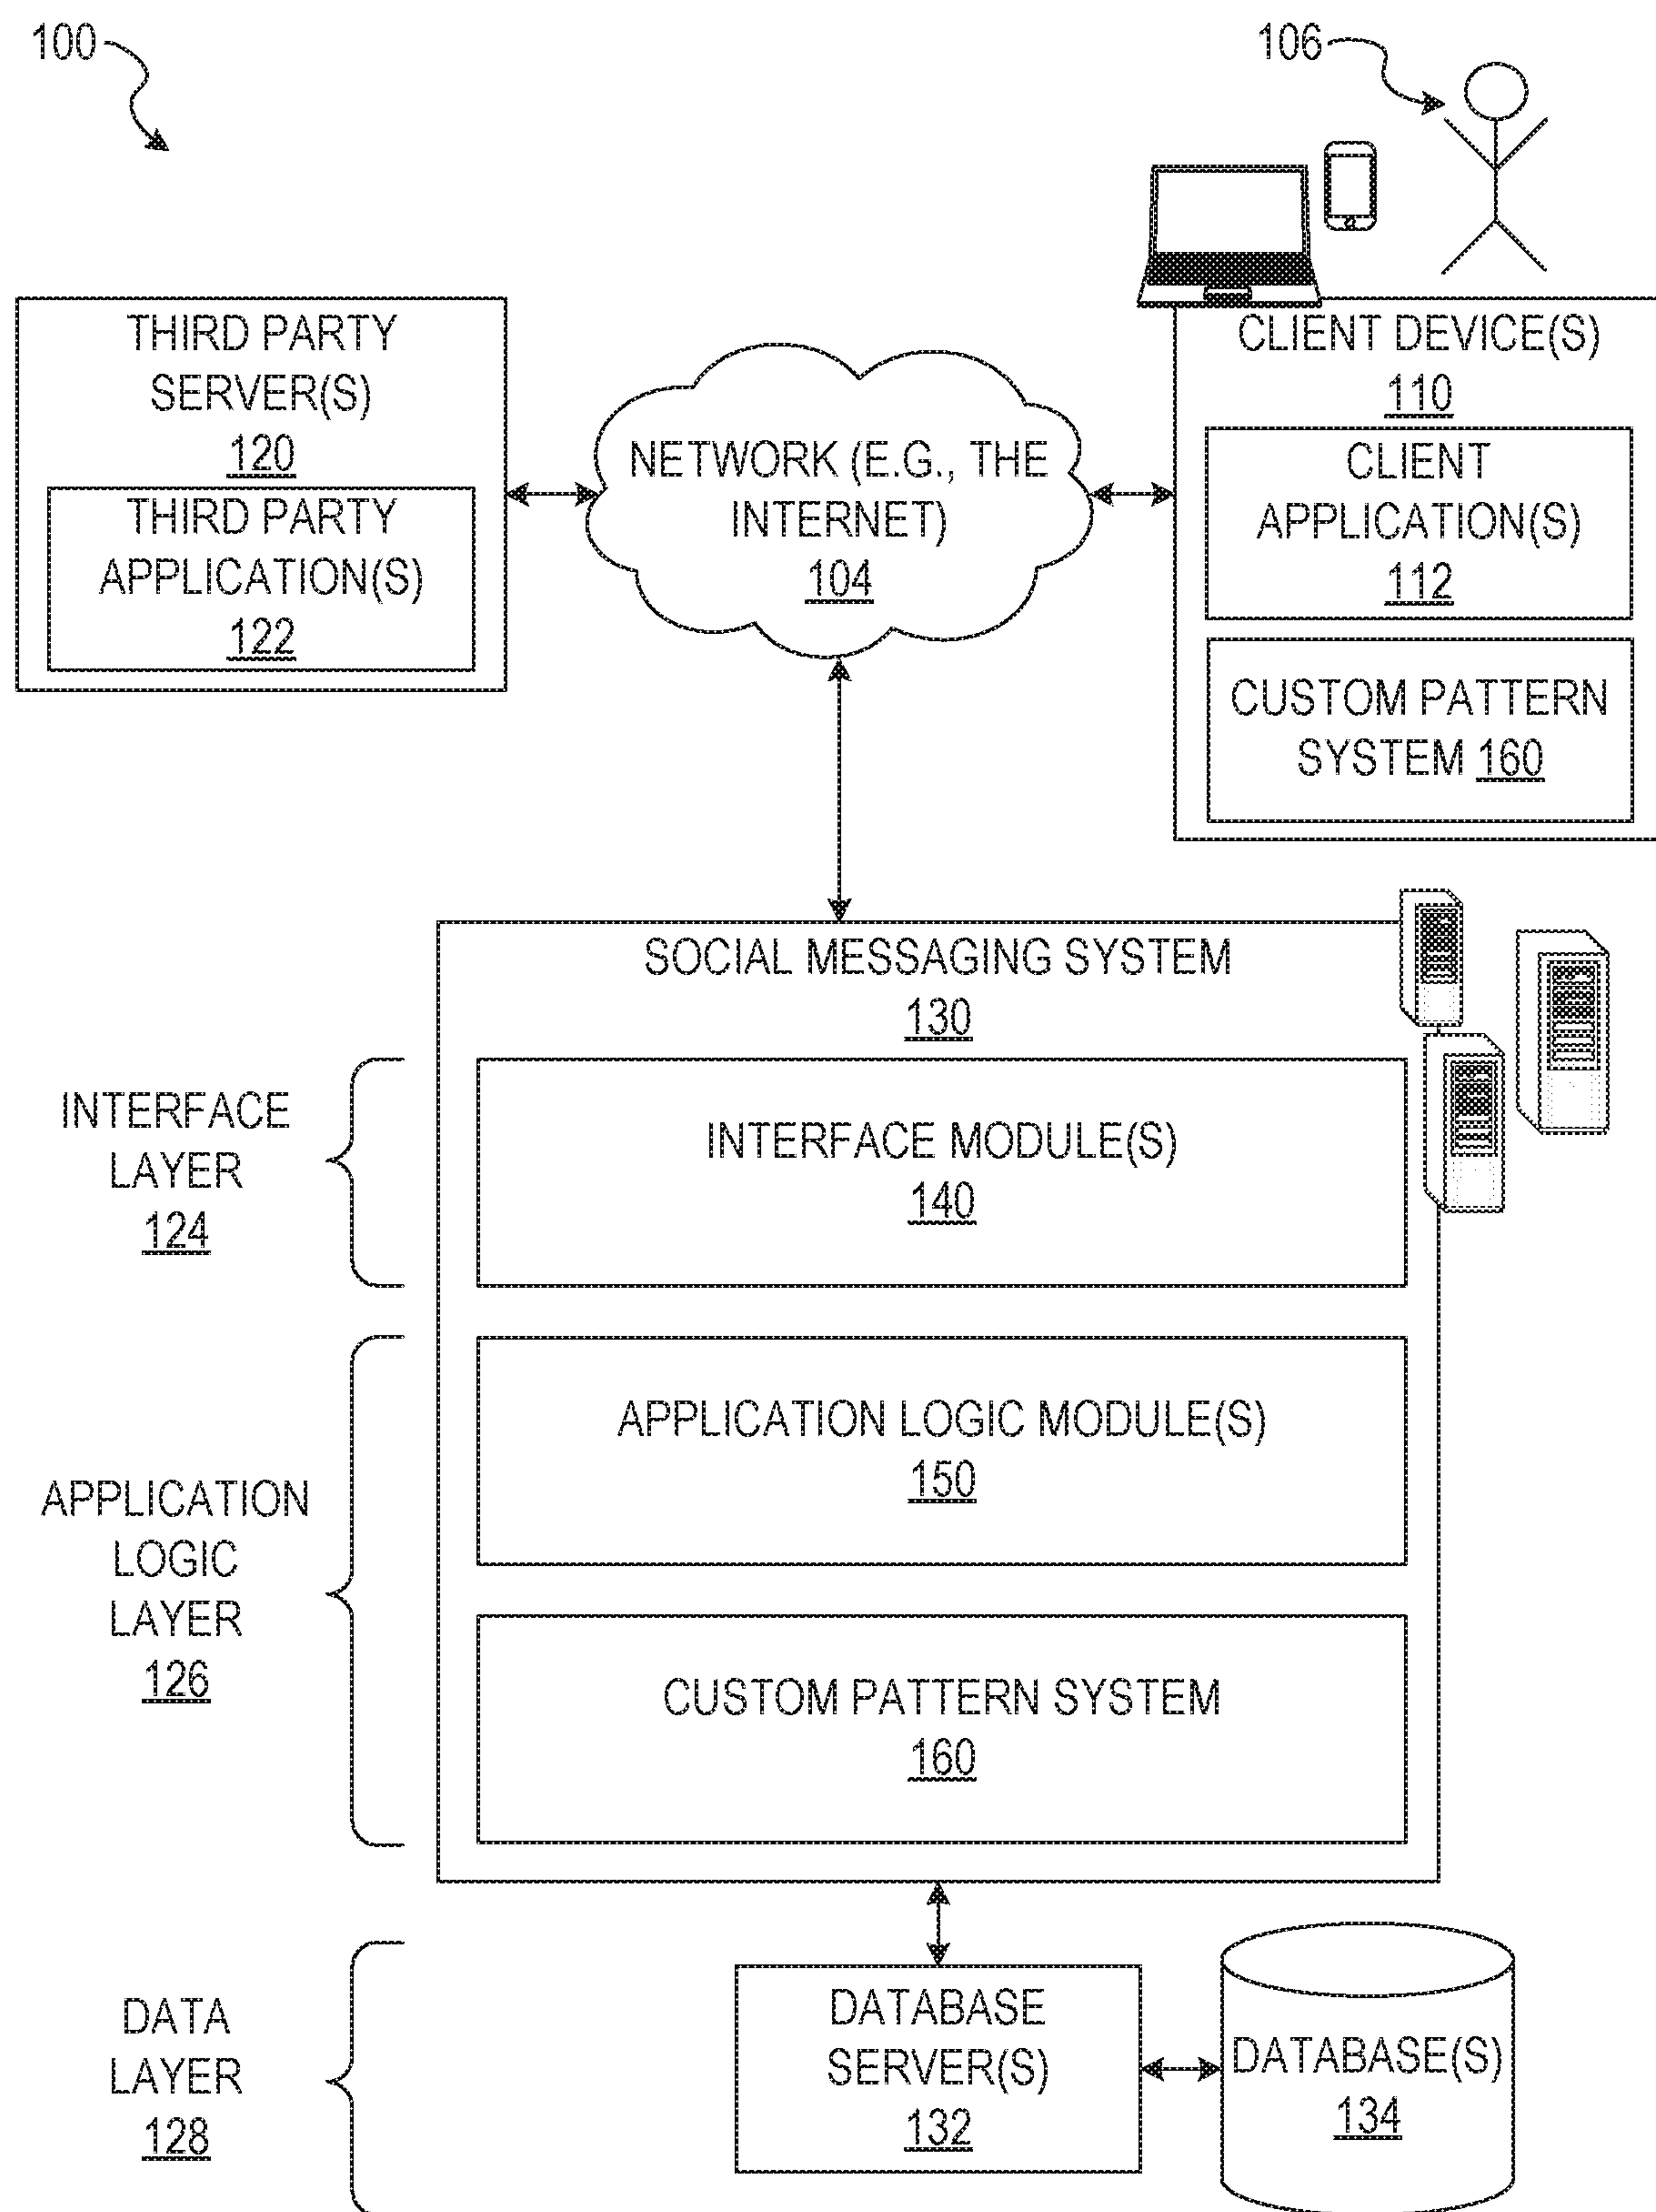 100
106
THIRD PARTY
SERVER(S)
120
THIRD PARTY
APPLICATION(S)
122
NETWORK (E.G., THE
INTERNET)
104
CLIENT DEVICE(S)
110
CLIENT
APPLICATION(S)
112
CUSTOM PATTERN
SYSTEM 160
SOCIAL MESSAGING SYSTEM
130
INTERFACE
LAYER
124
INTERFACE MODULE(S)
140
APPLICATION
LOGIC
LAYER
126
APPLICATION LOGIC MODULE(S)
150
CUSTOM PATTERN SYSTEM
160
DATA
LAYER
128
DATABASE
SERVER(S)
132
DATABASE(S)
134